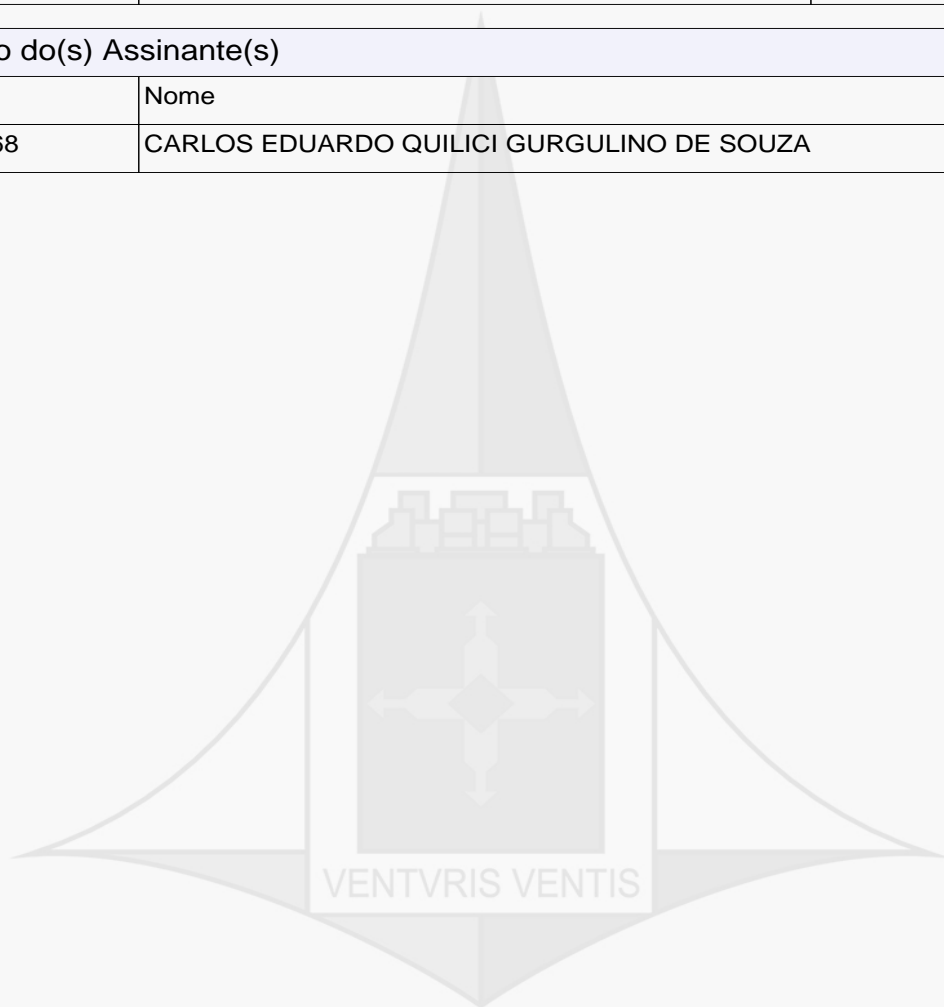 o do(s) Assinante(s)
Nome
68 CARLOS EDUARDO QUILICI GURGULINO DE SOUZA
VENTVRIS VENTIS